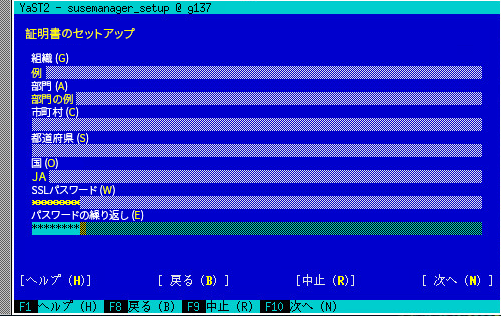 YaST2 - susemanager_setup @ g137
証明書のセットアップ
組織(G)
例
部門(A)
部門の例
市町村(C)
都道府県(S)
国(O)
JA
SSLパスワード(W)
********
パスワードの繰り返し(E)
********
[ヘルプ(H)] [ 戻る(B) ] [中止(R)] [ 次へ(N) ]
F1 ヘルプ (H) F8 戻る (B) F9 中止 (R) F10 次へ (N)